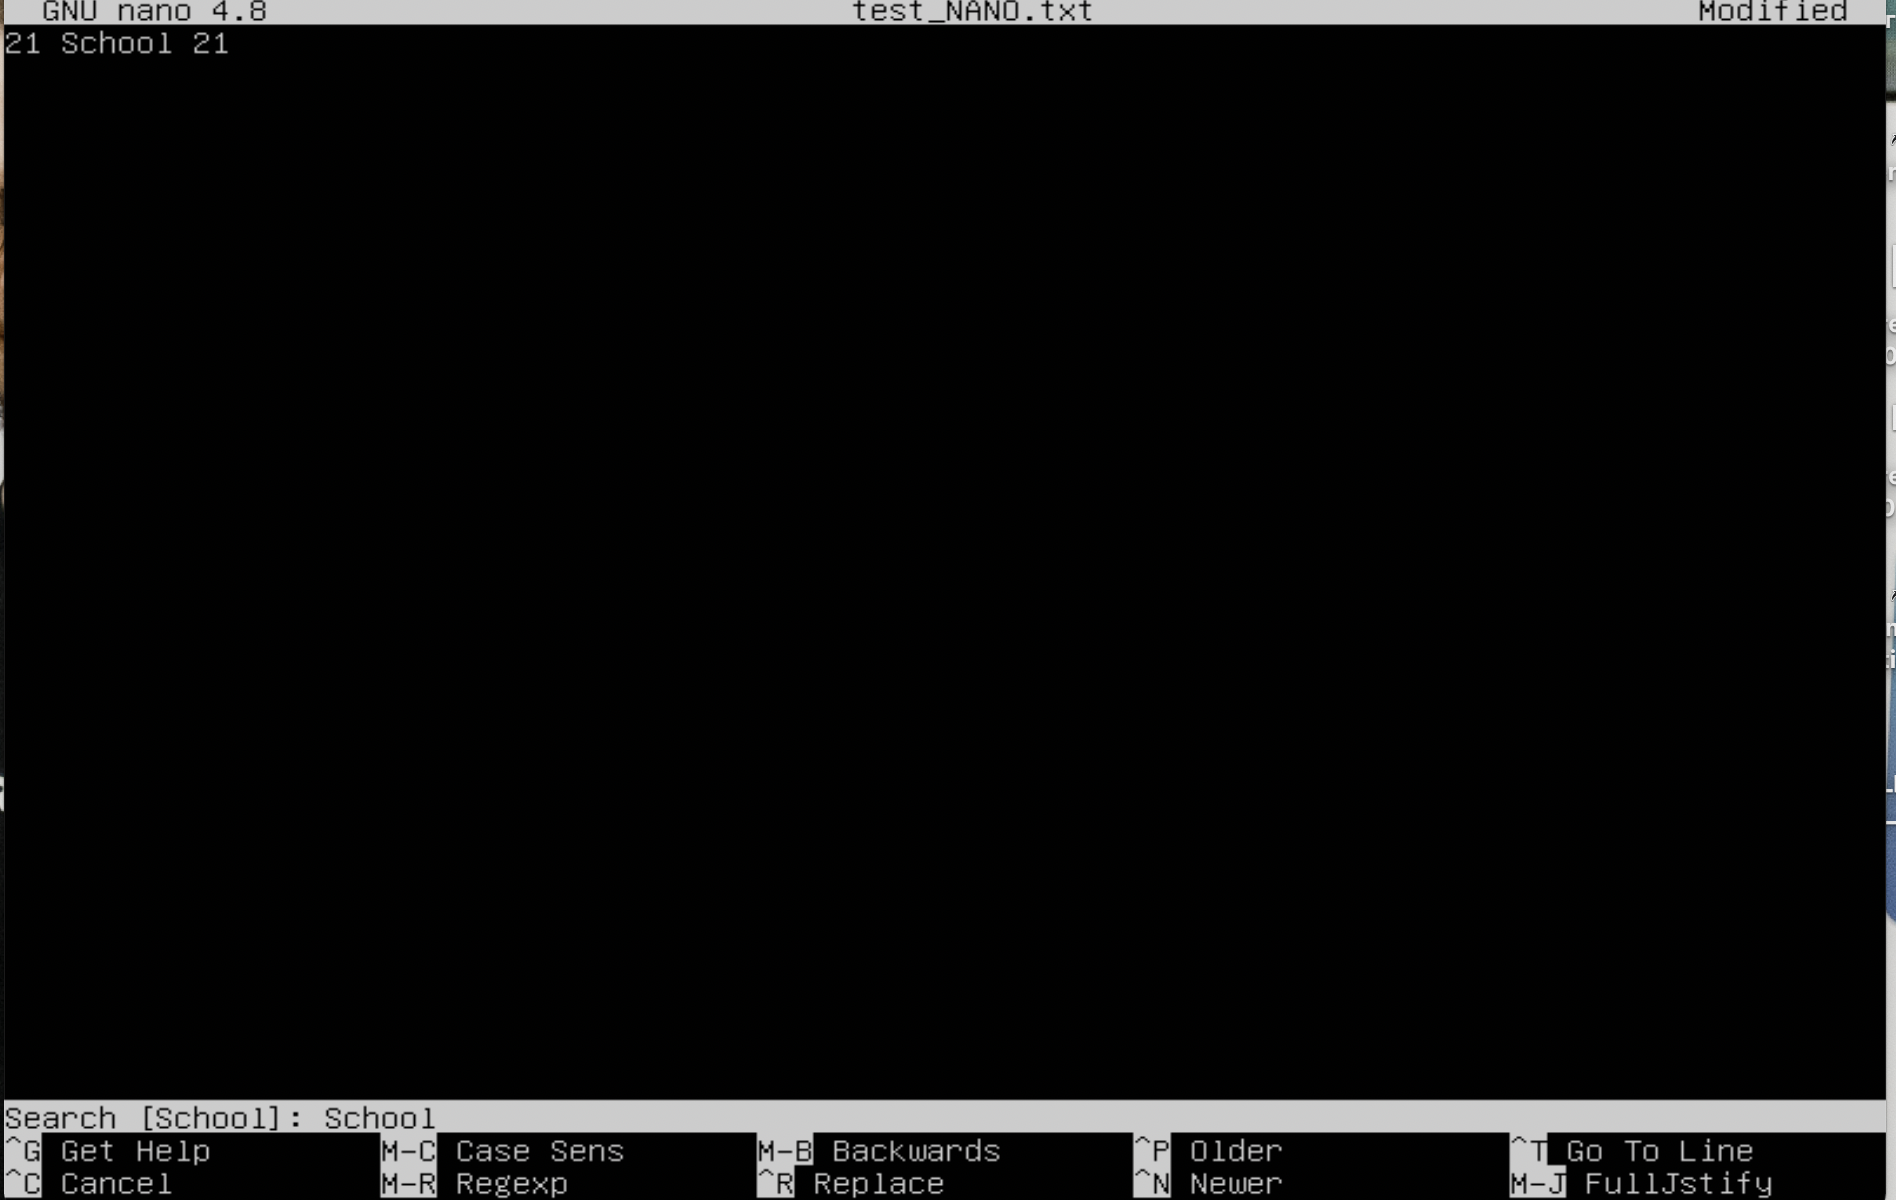 GNU nano 4.8 test_NANO.txt Modified
21 School 21
Search [School]: School
^G Get Help M-C Case Sens M-B Backwards ^P Older ^T Go To Line
^C Cancel M-R Regexp ^R Replace ^N Newer M-J FullJstify